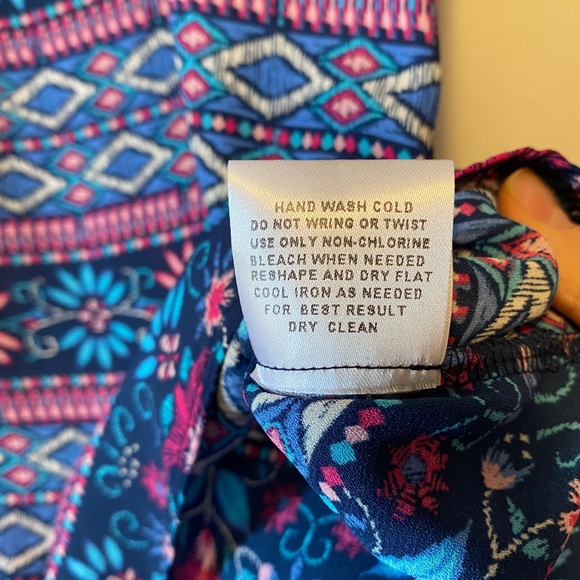 HAND WASH COLD
DO NOT WRING OR TWIST
USE ONLY NON-CHLORINE
BLEACH WHEN NEEDED
RESHAPE AND DRY FLAT
COOL IRON AS NEEDED
FOR BEST RESULT
DRY CLEAN